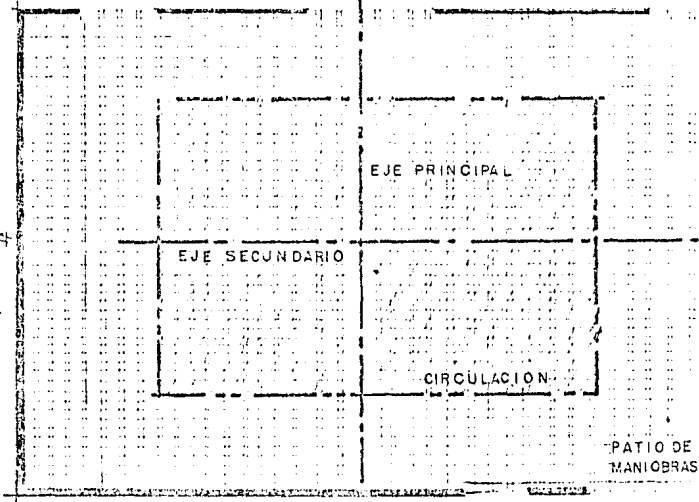 EJE PRINCIPAL
EJE SECUNDARIO
CIRCULACION
PATIO DE
MANIOBRAS